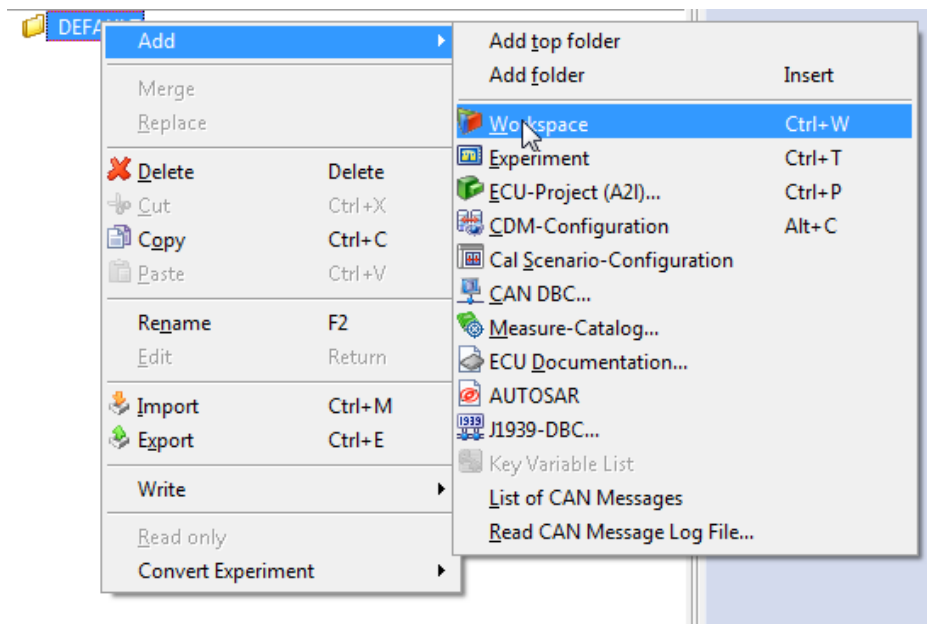 DEFAULT
Add
Merge
Replace
Delete Delete
Cut Ctrl+X
Copy Ctrl+C
Paste Ctrl+V
Rename F2
Edit Return
Import Ctrl+M
Export Ctrl+E
Write
Read only
Convert Experiment
Add top folder
Add folder Insert
Workspace Ctrl+W
Experiment Ctrl+T
ECU-Project (A2I)... Ctrl+P
CDM-Configuration Alt+C
Cal Scenario-Configuration
CAN DBC...
Measure-Catalog...
ECU Documentation...
AUTOSAR
1939 J1939-DBC...
Key Variable List
List of CAN Messages
Read CAN Message Log File...